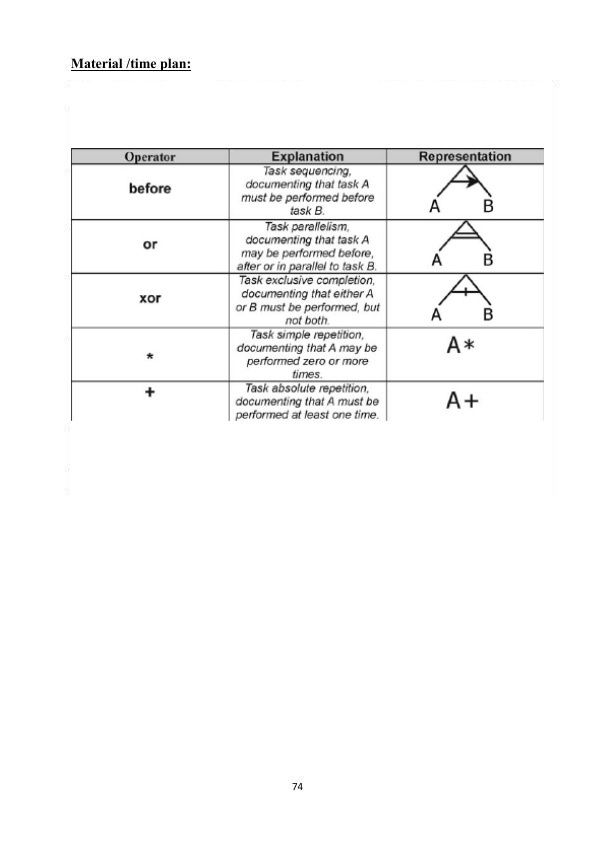 Material /time plan:
Operator Explanation Representation
before
Task sequencing,
documenting that task A
must be performed before
task B.
A B
or
Task parallelism,
documenting that task A
may be performed before,
after or in parallel to task B.
A B
xor
Task exclusive completion,
documenting that either A
or B must be performed, but
not both.
A B
*
Task simple repetition,
documenting that A may be
performed zero or more
times.
A*
+
Task absolute repetition,
documenting that A must be
performed at least one time.
A+
74